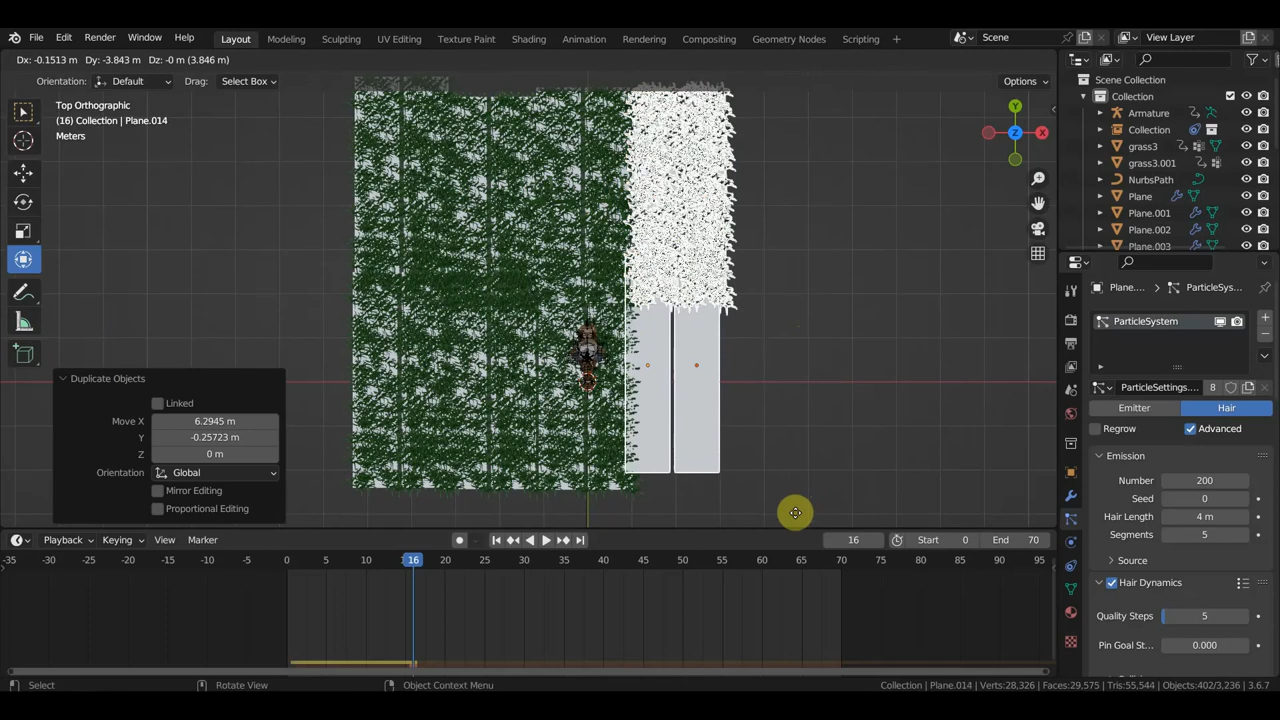 File Edit Render Window Help Layout Modeling Sculpting UV Editing Texture Paint Shading Animation Rendering Compositing Geometry Nodes Scripting + Scene View Layer
Dx: -0.1513 m Dy: -3.843 m Dz: -0 m (3.846 m)
Orientation: Default Drag: Select Box Options
Scene Collection
Collection
Armature
Collection
grass3
grass3.001
NurbsPath
Plane
Plane.001
Plane.002
Plane.003
Top Orthographic
(16) Collection | Plane.014
Meters
Y
X
Z
Plane.... ParticleSys...
ParticleSystem
ParticleSettings.... 8
Emitter Hair
Regrow Advanced
Emission
Number 200
Seed 0
Hair Length 4 m
Segments 5
Source
Hair Dynamics
Quality Steps 5
Pin Goal St... 0.000
Duplicate Objects
Linked
Move X 6.2945 m
Y -0.25723 m
Z 0 m
Orientation Global
Mirror Editing
Proportional Editing
Playback Keying View Marker 16 Start 0 End 70
-35 -30 -25 -20 -15 -10 -5 0 5 10 16 20 25 30 35 40 45 50 55 60 65 70 75 80 85 90 95
Select Rotate View Object Context Menu Collection | Plane.014 | Verts:28,326 | Faces:29,575 | Tris:55,544 | Objects:402/3,236 | 3.6.7